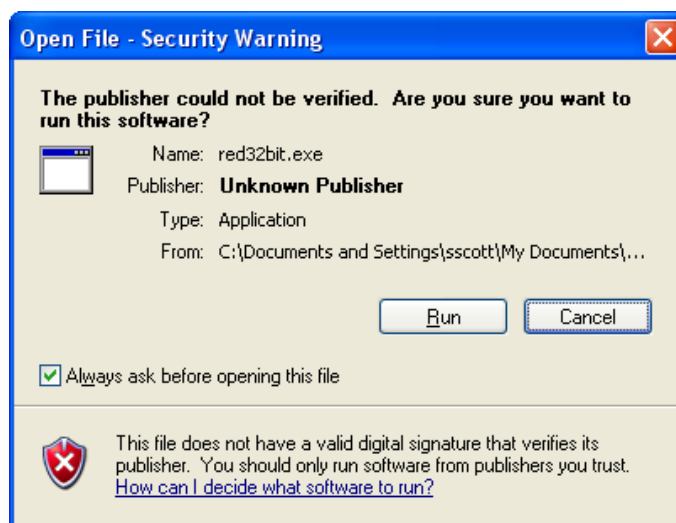 Open File - Security Warning
The publisher could not be verified.  Are you sure you want to
run this software?
Name: red32bit.exe
Publisher: Unknown Publisher
Type: Application
From: C:\Documents and Settings\sscott\My Documents\...
Run Cancel
Always ask before opening this file
This file does not have a valid digital signature that verifies its
publisher.  You should only run software from publishers you trust.
How can I decide what software to run?